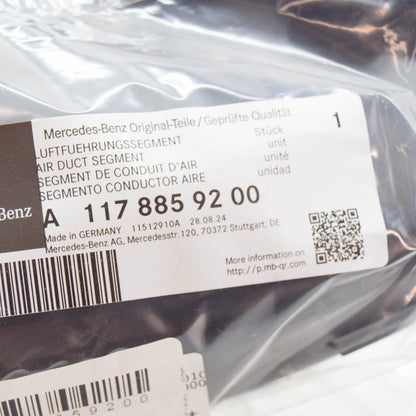 Mercedes-Benz Original-Teile/Geprüfte Qualität
LUFTFUEHRUNGSSEGMENT Stück 1
AIR DUCT SEGMENT unit
SEGMENT DE CONDUIT D'AIR unité
SEGMENTO CONDUCTOR AIRE unidad
Benz
A 117 885 92 00
Made in GERMANY 11512910A 28.08.24
Mercedes-Benz AG, Mercedesstr.120, 70372 Stuttgart, DE
More information on
http://p.mb-qr.com
859200